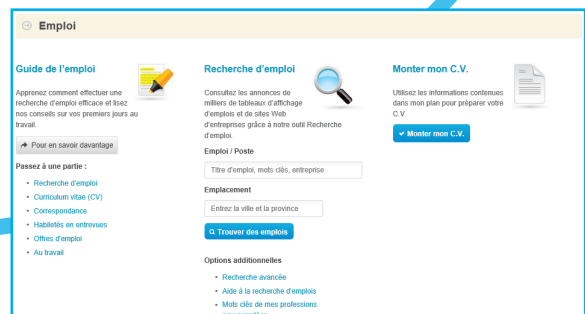 Emploi
Guide de l'emploi
Apprenez comment effectuer une
recherche d'emploi efficace et lisez
nos conseils sur vos premiers jours au
travail.
Pour en savoir davantage
Passez à une partie :
• Recherche d'emploi
• Curriculum vitae (CV)
• Correspondance
• Habiletés en entrevues
• Offres d'emploi
• Au travail
Recherche d'emploi
Consultez les annonces de
milliers de tableaux d'affichage
d'emplois et de sites Web
d'entreprises grâce à notre outil Recherche
d'emploi.
Emploi / Poste
Titre d'emploi, mots clés, entreprise
Emplacement
Entrez la ville et la province
Trouver des emplois
Options additionnelles
• Recherche avancée
• Aide à la recherche d'emplois
• Mots clés de mes professions
Monter mon C.V.
Utilisez les informations contenues
dans mon plan pour préparer votre
C.V.
Monter mon C.V.